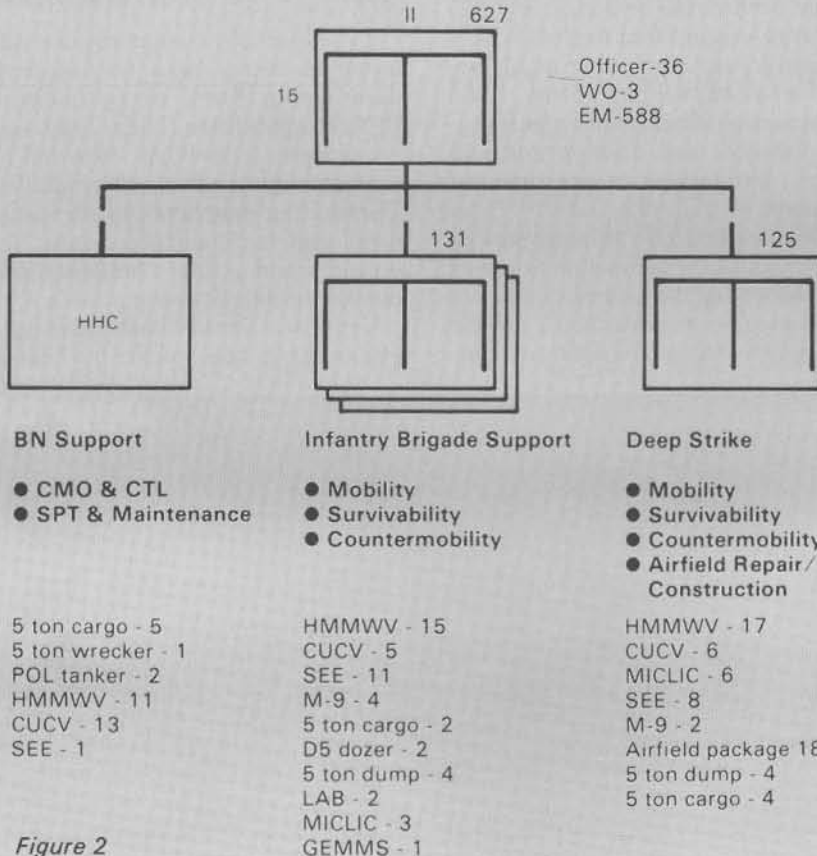 II 627
15
Officer-36
WO-3
EM-588
HHC
131
125
BN Support
● CMO & CTL
● SPT & Maintenance
5 ton cargo - 5
5 ton wrecker - 1
POL tanker - 2
HMMWV - 11
CUCV - 13
SEE - 1
Infantry Brigade Support
● Mobility
● Survivability
● Countermobility
HMMWV - 15
CUCV - 5
SEE - 11
M-9 - 4
5 ton cargo - 2
D5 dozer - 2
5 ton dump - 4
LAB - 2
MICLIC - 3
GEMMS - 1
Deep Strike
● Mobility
● Survivability
● Countermobility
● Airfield Repair/
Construction
HMMWV - 17
CUCV - 6
MICLIC - 6
SEE - 8
M-9 - 2
Airfield package 18
5 ton dump - 4
5 ton cargo - 4
Figure 2